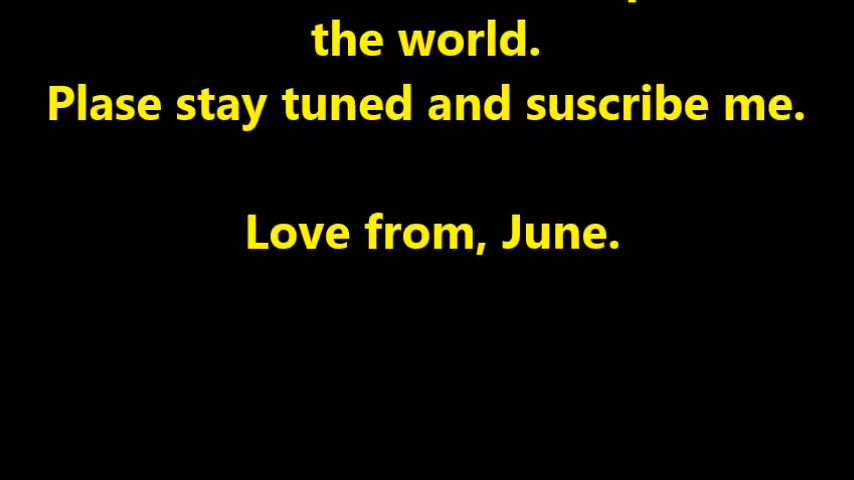 the world.
Plase stay tuned and suscribe me.
Love from, June.